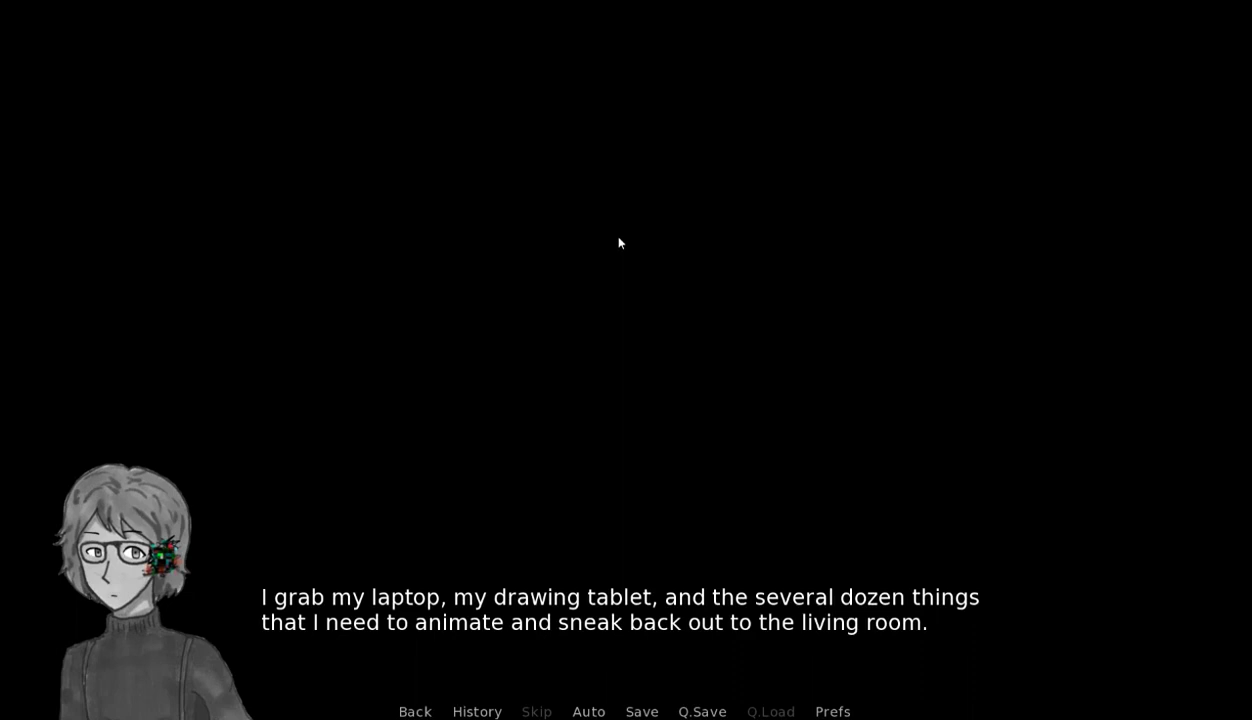 I grab my laptop, my drawing tablet, and the several dozen things
that I need to animate and sneak back out to the living room.
Back History Skip Auto Save Q.Save Q.Load Prefs